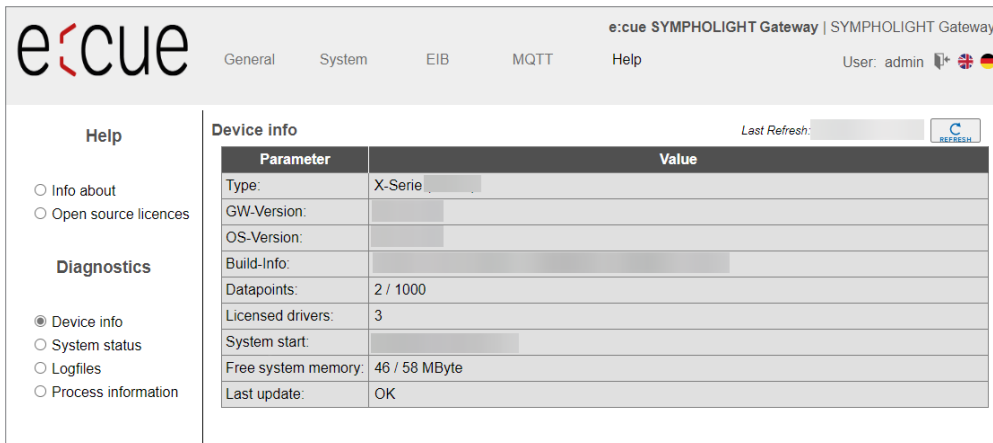 e:cue
e:cue SYMPHOLIGHT Gateway | SYMPHOLIGHT Gateway
General System EIB MQTT Help
User: admin
Help
Info about
Open source licences
Diagnostics
Device info
System status
Logfiles
Process information
Device info
Last Refresh:
REFRESH
Parameter Value
Type: X-Serie
GW-Version:
OS-Version:
Build-Info:
Datapoints: 2 / 1000
Licensed drivers: 3
System start:
Free system memory: 46 / 58 MByte
Last update: OK